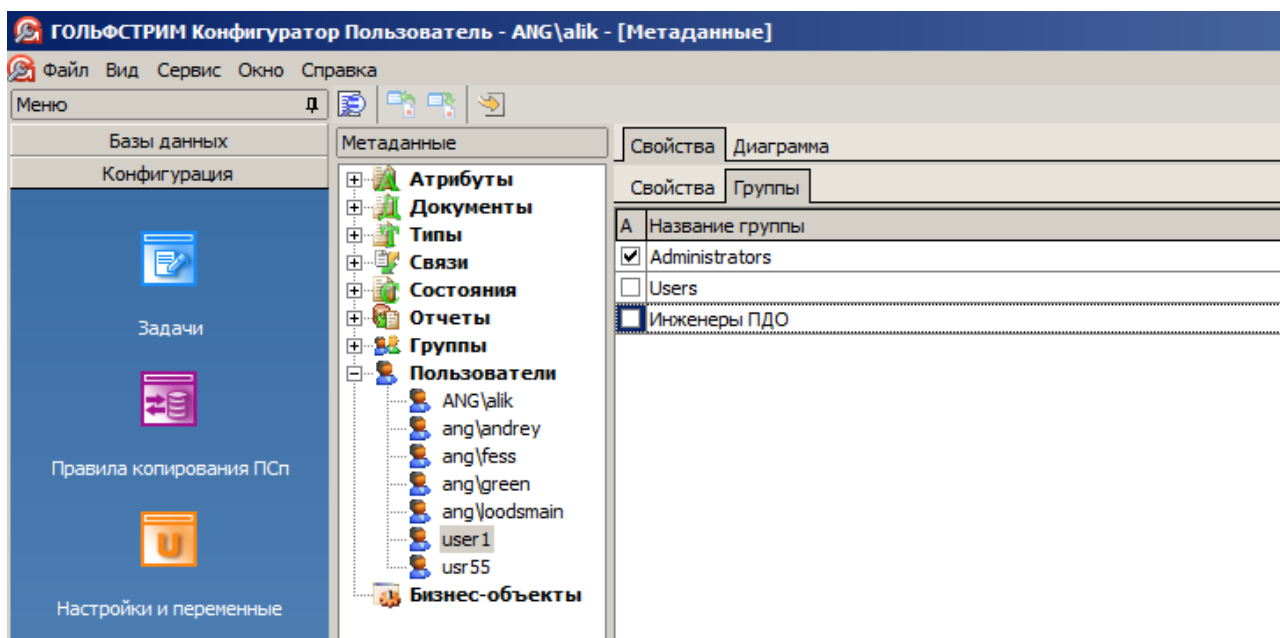 ГОЛЬФСТРИМ Конфигуратор Пользователь - ANG\alik - [Метаданные]
Файл Вид Сервис Окно Справка
Меню
Базы данных
Конфигурация
Задачи
Правила копирования ПСп
Настройки и переменные
Метаданные
Атрибуты
Документы
Типы
Связи
Состояния
Отчеты
Группы
Пользователи
ANG\alik
ang\andrey
ang\fess
ang\green
ang\loodsmain
user1
usr55
Бизнес-объекты
Свойства Диаграмма
Свойства Группы
А Название группы
Administrators
Users
Инженеры ПДО